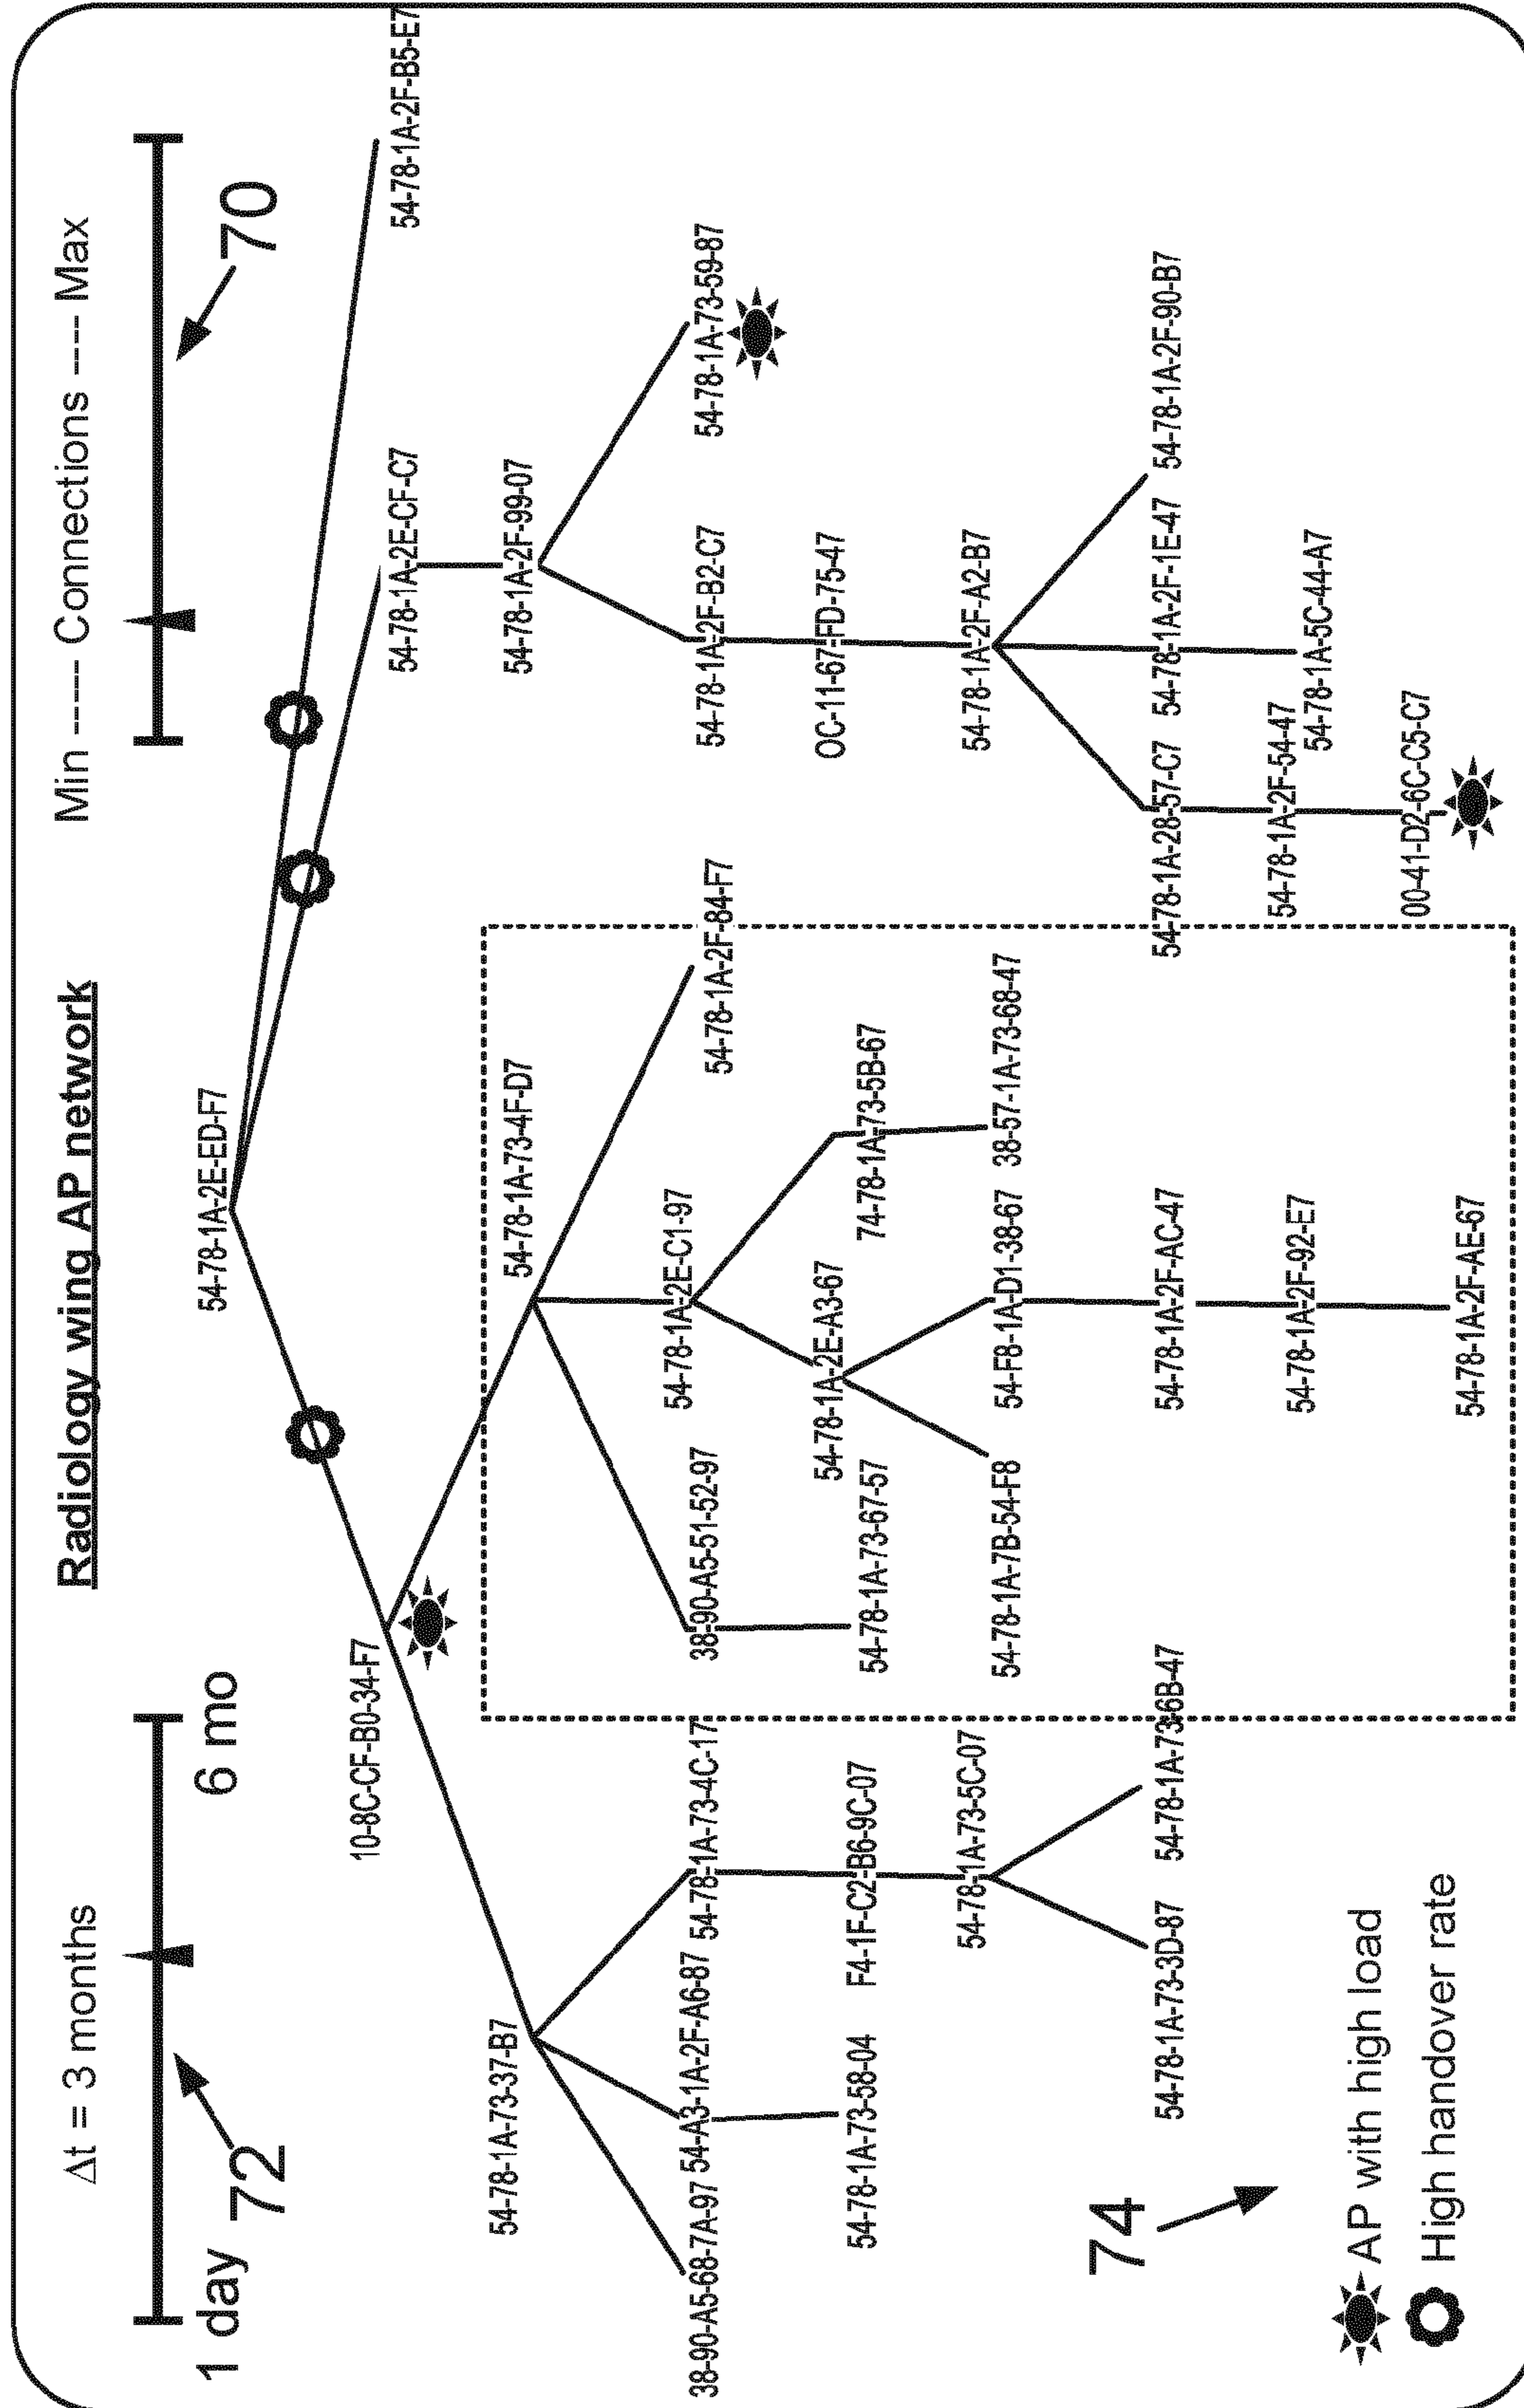 Radiology wing AP network
Δt = 3 months
1 day
72
6 mo
Min ----- Connections ---- Max
70
54-78-1A-2E-ED-F7
10-8C-CF-B0-34-F7
54-78-1A-2E-CF-C7
54-78-1A-2F-B5-E7
54-78-1A-73-37-B7
54-78-1A-73-4F-D7
54-78-1A-2F-99-07
38-90-A5-68-7A-97
54-A3-1A-2F-A6-87
54-78-1A-73-4C-17
38-90-A5-51-52-97
54-78-1A-2E-C1-97
54-78-1A-2F-84-F7
54-78-1A-2F-B2-C7
54-78-1A-73-59-87
54-78-1A-73-58-04
F4-1F-C2-B6-9C-07
54-78-1A-73-67-57
54-78-1A-2E-A3-67
74-78-1A-73-5B-67
OC-11-67-FD-75-47
54-78-1A-73-5C-07
54-78-1A-7B-54-F8
54-F8-1A-D1-38-67
38-57-1A-73-68-47
54-78-1A-2F-A2-B7
54-78-1A-73-3D-87
54-78-1A-73-6B-47
54-78-1A-2F-AC-47
54-78-1A-28-57-C7
54-78-1A-2F-1E-47
54-78-1A-2F-90-B7
54-78-1A-2F-92-E7
54-78-1A-2F-54-47
54-78-1A-5C-44-A7
54-78-1A-2F-AE-67
00-41-D2-6C-C5-C7
74
AP with high load
High handover rate